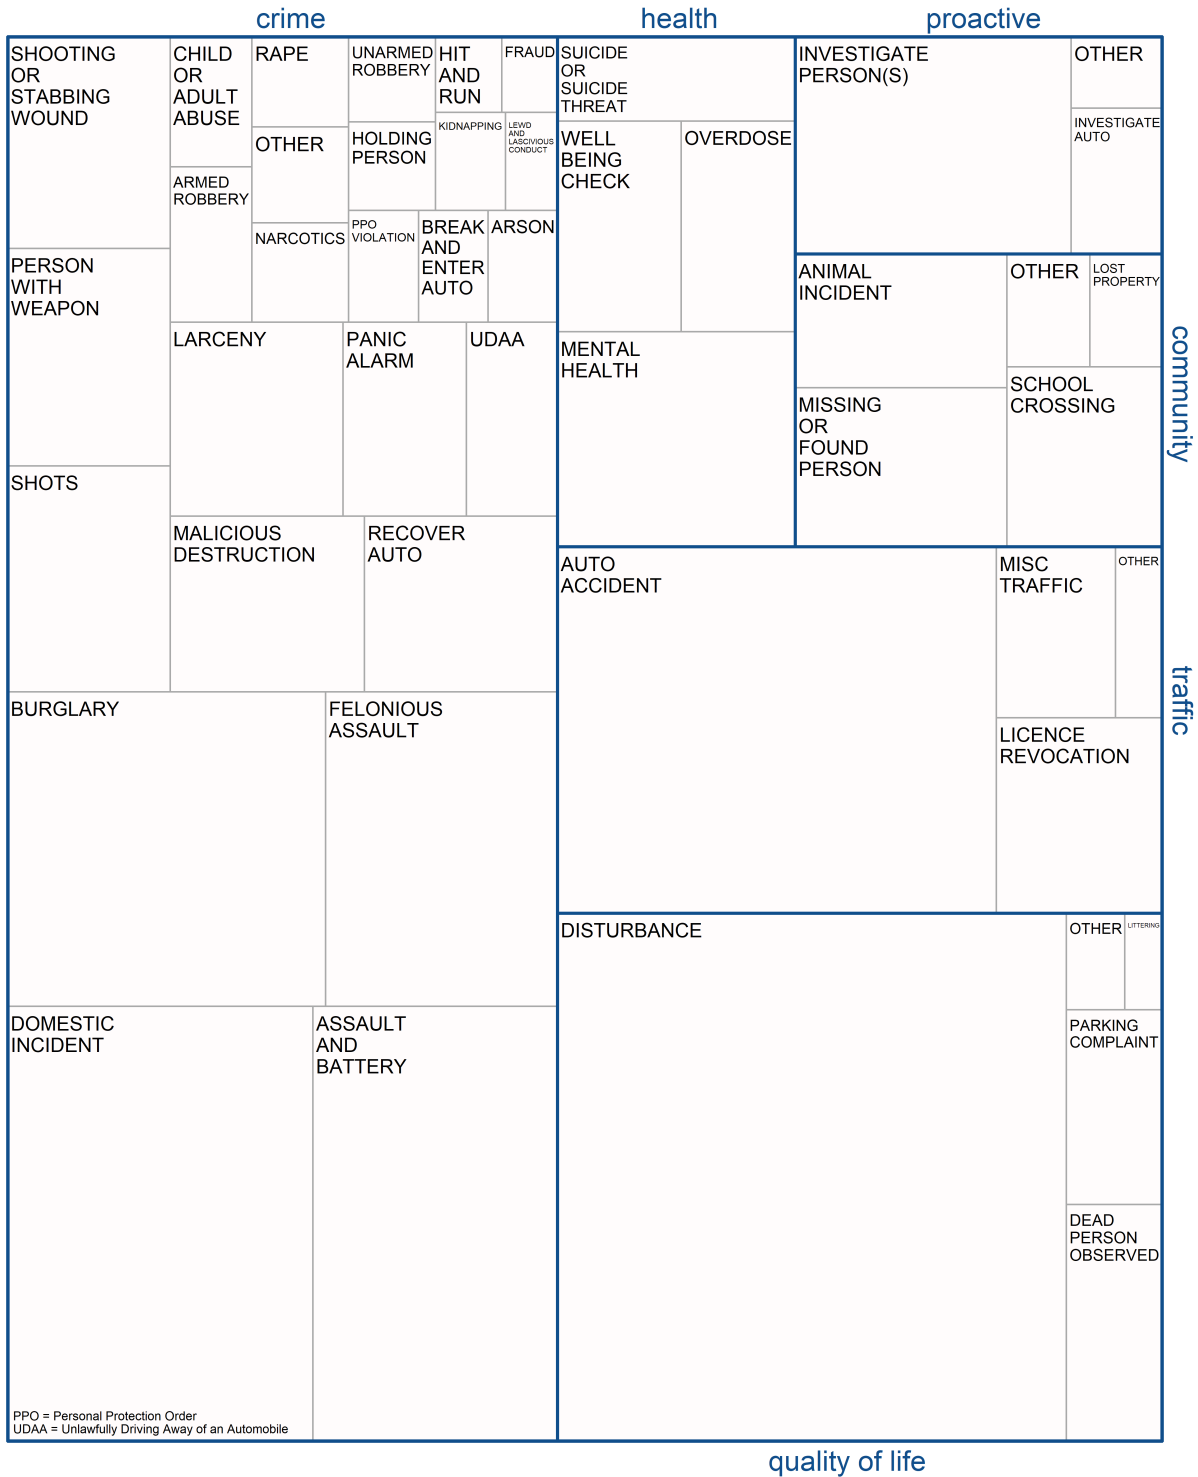 crime
health
proactive
SHOOTING
OR
STABBING
WOUND
CHILD
OR
ADULT
ABUSE
RAPE
UNARMED
ROBBERY
HIT
AND
RUN
FRAUD
OTHER
HOLDING
PERSON
KIDNAPPING
LEWD
AND
LASCIVIOUS
CONDUCT
ARMED
ROBBERY
NARCOTICS
PPO
VIOLATION
BREAK
AND
ENTER
AUTO
ARSON
PERSON
WITH
WEAPON
LARCENY
PANIC
ALARM
UDAA
SHOTS
MALICIOUS
DESTRUCTION
RECOVER
AUTO
BURGLARY
FELONIOUS
ASSAULT
DOMESTIC
INCIDENT
ASSAULT
AND
BATTERY
PPO = Personal Protection Order
UDAA = Unlawfully Driving Away of an Automobile
SUICIDE
OR
SUICIDE
THREAT
WELL
BEING
CHECK
OVERDOSE
MENTAL
HEALTH
INVESTIGATE
PERSON(S)
OTHER
INVESTIGATE
AUTO
ANIMAL
INCIDENT
OTHER
LOST
PROPERTY
MISSING
OR
FOUND
PERSON
SCHOOL
CROSSING
community
AUTO
ACCIDENT
MISC
TRAFFIC
OTHER
LICENCE
REVOCATION
traffic
DISTURBANCE
OTHER
LITTERING
PARKING
COMPLAINT
DEAD
PERSON
OBSERVED
quality of life